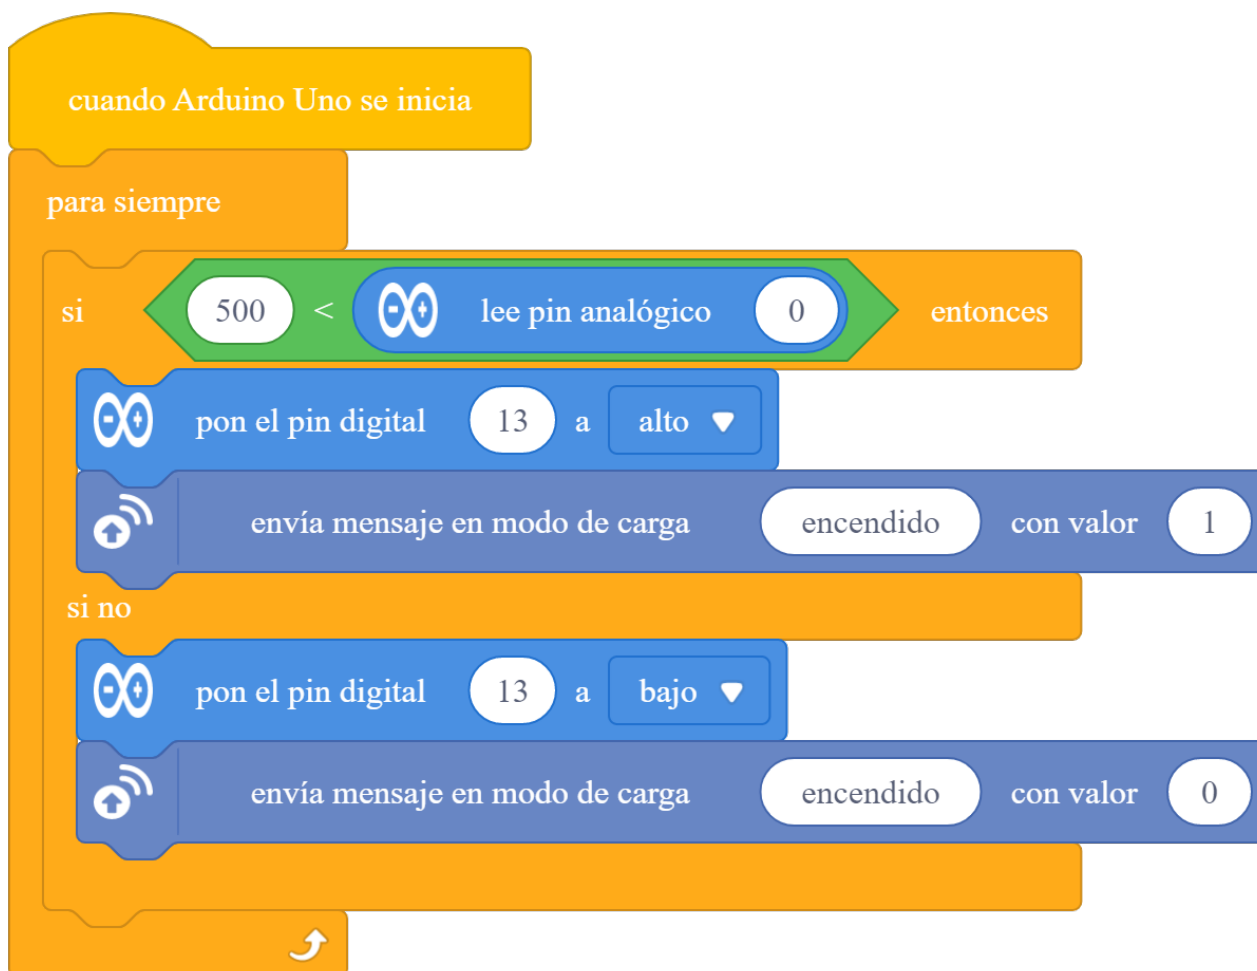 cuando Arduino Uno se inicia
para siempre
si 500 < lee pin analógico 0 entonces
pon el pin digital 13 a alto
envía mensaje en modo de carga encendido con valor 1
si no
pon el pin digital 13 a bajo
envía mensaje en modo de carga encendido con valor 0